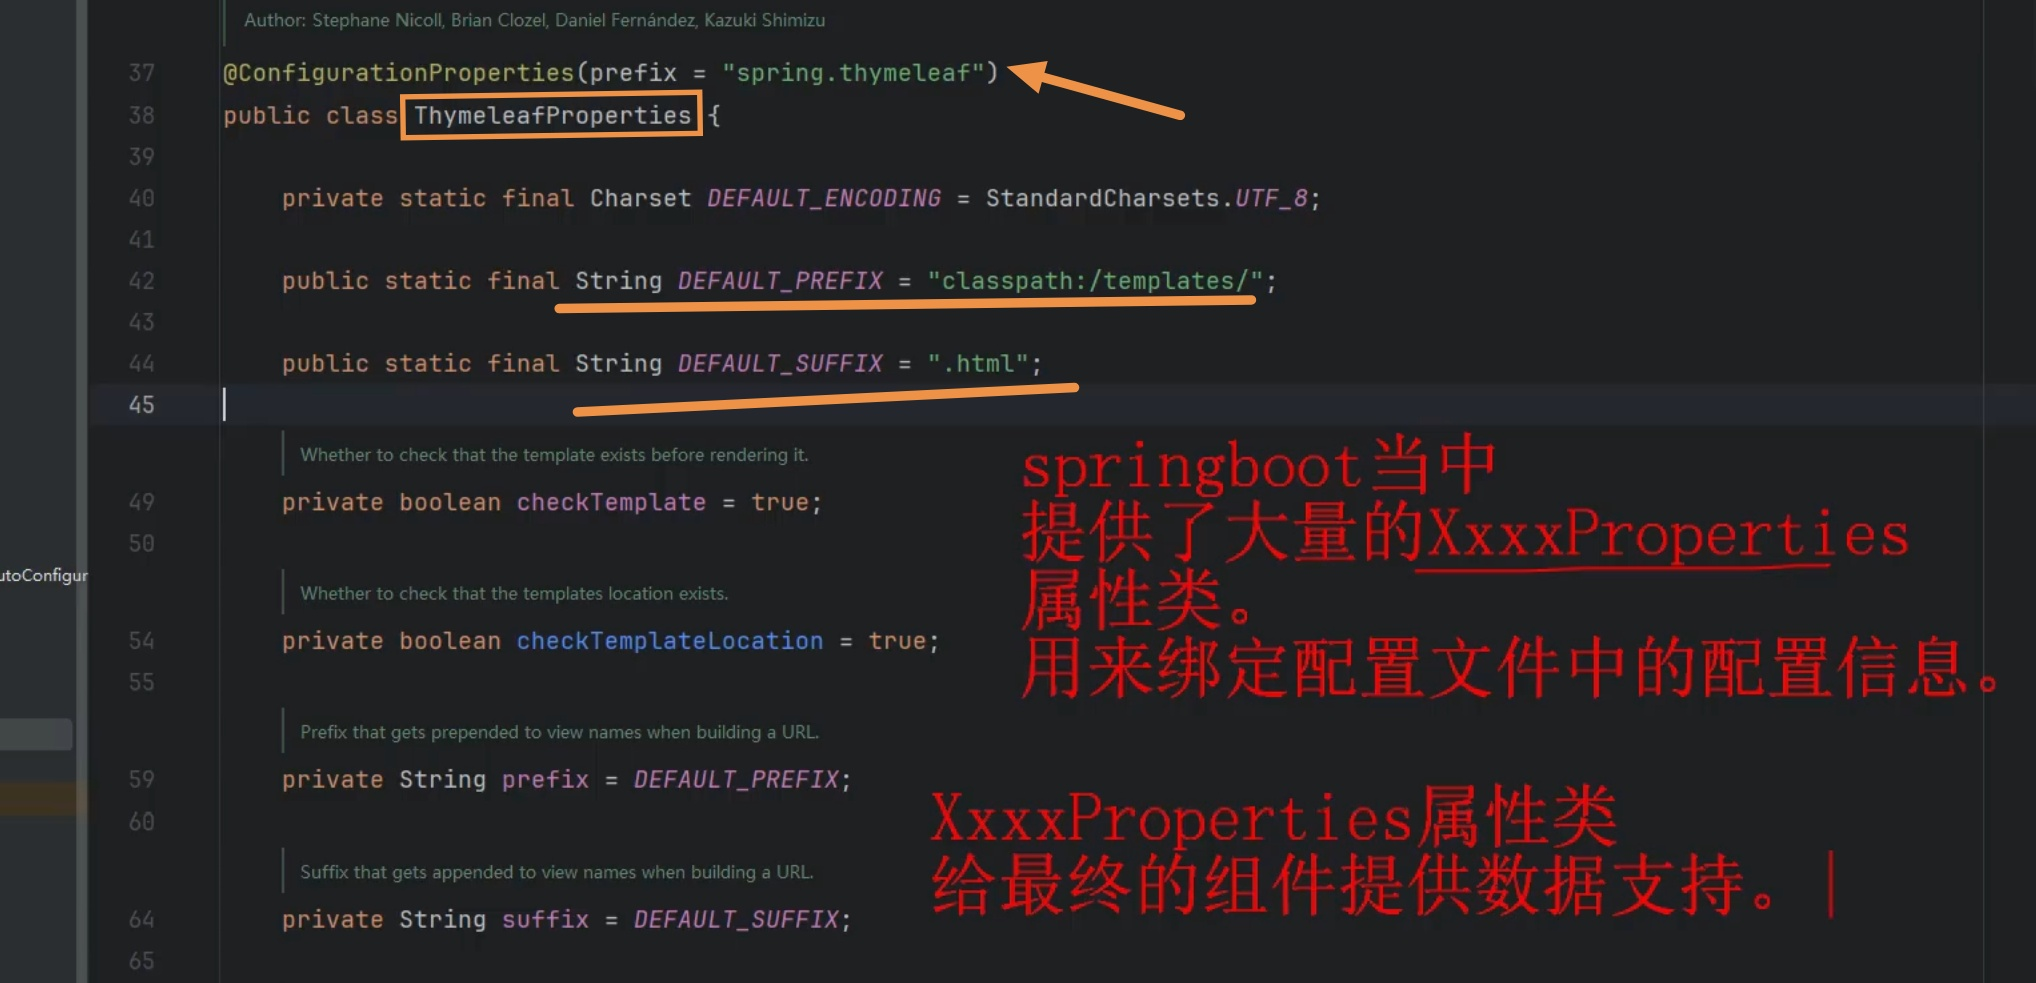 Author: Stephane Nicoll, Brian Clozel, Daniel Fernández, Kazuki Shimizu
37 @ConfigurationProperties(prefix = "spring.thymeleaf")
38 public class ThymeleafProperties {
39
40 private static final Charset DEFAULT_ENCODING = StandardCharsets.UTF_8;
41
42 public static final String DEFAULT_PREFIX = "classpath:/templates/";
43
44 public static final String DEFAULT_SUFFIX = ".html";
45
Whether to check that the template exists before rendering it.
49 private boolean checkTemplate = true;
50
utoConfigur
Whether to check that the templates location exists.
54 private boolean checkTemplateLocation = true;
55
Prefix that gets prepended to view names when building a URL.
59 private String prefix = DEFAULT_PREFIX;
60
Suffix that gets appended to view names when building a URL.
64 private String suffix = DEFAULT_SUFFIX;
65
springboot当中
提供了大量的XxxxProperties
属性类。
用来绑定配置文件中的配置信息。
XxxxProperties属性类
给最终的组件提供数据支持。